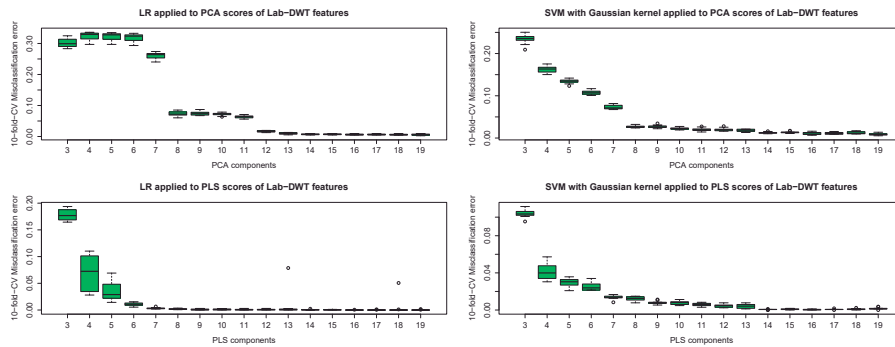 LR applied to PCA scores of Lab−DWT features
10−fold−CV Misclassification error
0.00 0.10 0.30
3 4 5 6 7 8 9 10 11 12 13 14 15 16 17 18 19
PCA components
SVM with Gaussian kernel applied to PCA scores of Lab−DWT features
10−fold−CV Misclassification error
0.00 0.10 0.20
3 4 5 6 7 8 9 10 11 12 13 14 15 16 17 18 19
PCA components
LR applied to PLS scores of Lab−DWT features
10−fold−CV Misclassification error
0.00 0.05 0.10 0.15 0.20
3 4 5 6 7 8 9 10 11 12 13 14 15 16 17 18 19
PLS components
SVM with Gaussian kernel applied to PLS scores of Lab−DWT features
10−fold−CV Misclassification error
0.00 0.04 0.08
3 4 5 6 7 8 9 10 11 12 13 14 15 16 17 18 19
PLS components